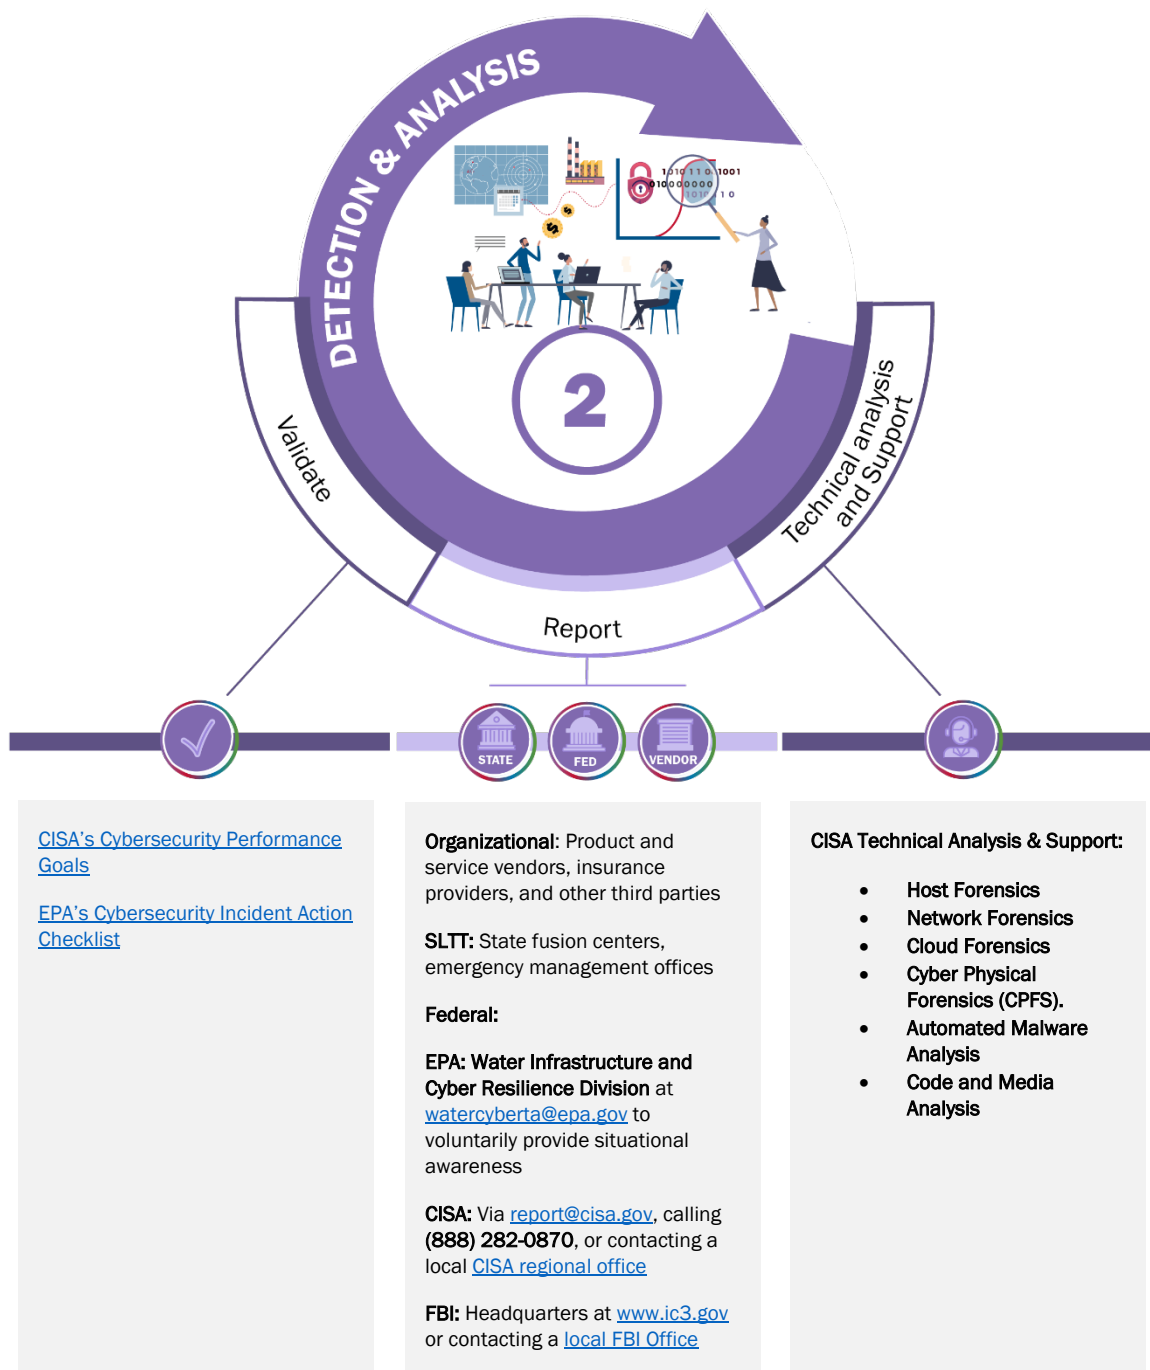 DETECTION & ANALYSIS
1010110 1001
010000000
1010110
2
Validate
Report
Technical analysis
and Support
STATE
FED
VENDOR
CISA's Cybersecurity Performance
Goals
EPA's Cybersecurity Incident Action
Checklist
Organizational: Product and
service vendors, insurance
providers, and other third parties
SLTT: State fusion centers,
emergency management offices
Federal:
EPA: Water Infrastructure and
Cyber Resilience Division at
watercyberta@epa.gov to
voluntarily provide situational
awareness
CISA: Via report@cisa.gov, calling
(888) 282-0870, or contacting a
local CISA regional office
FBI: Headquarters at www.ic3.gov
or contacting a local FBI Office
CISA Technical Analysis & Support:
• Host Forensics
• Network Forensics
• Cloud Forensics
• Cyber Physical
Forensics (CPFS).
• Automated Malware
Analysis
• Code and Media
Analysis